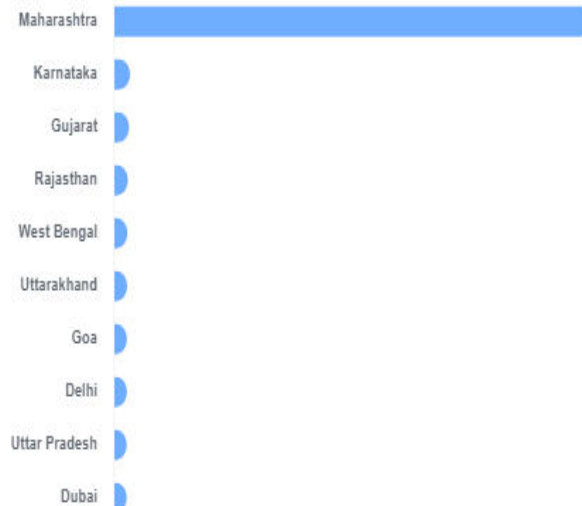 Maharashtra
Karnataka
Gujarat
Rajasthan
West Bengal
Uttarakhand
Goa
Delhi
Uttar Pradesh
Dubai